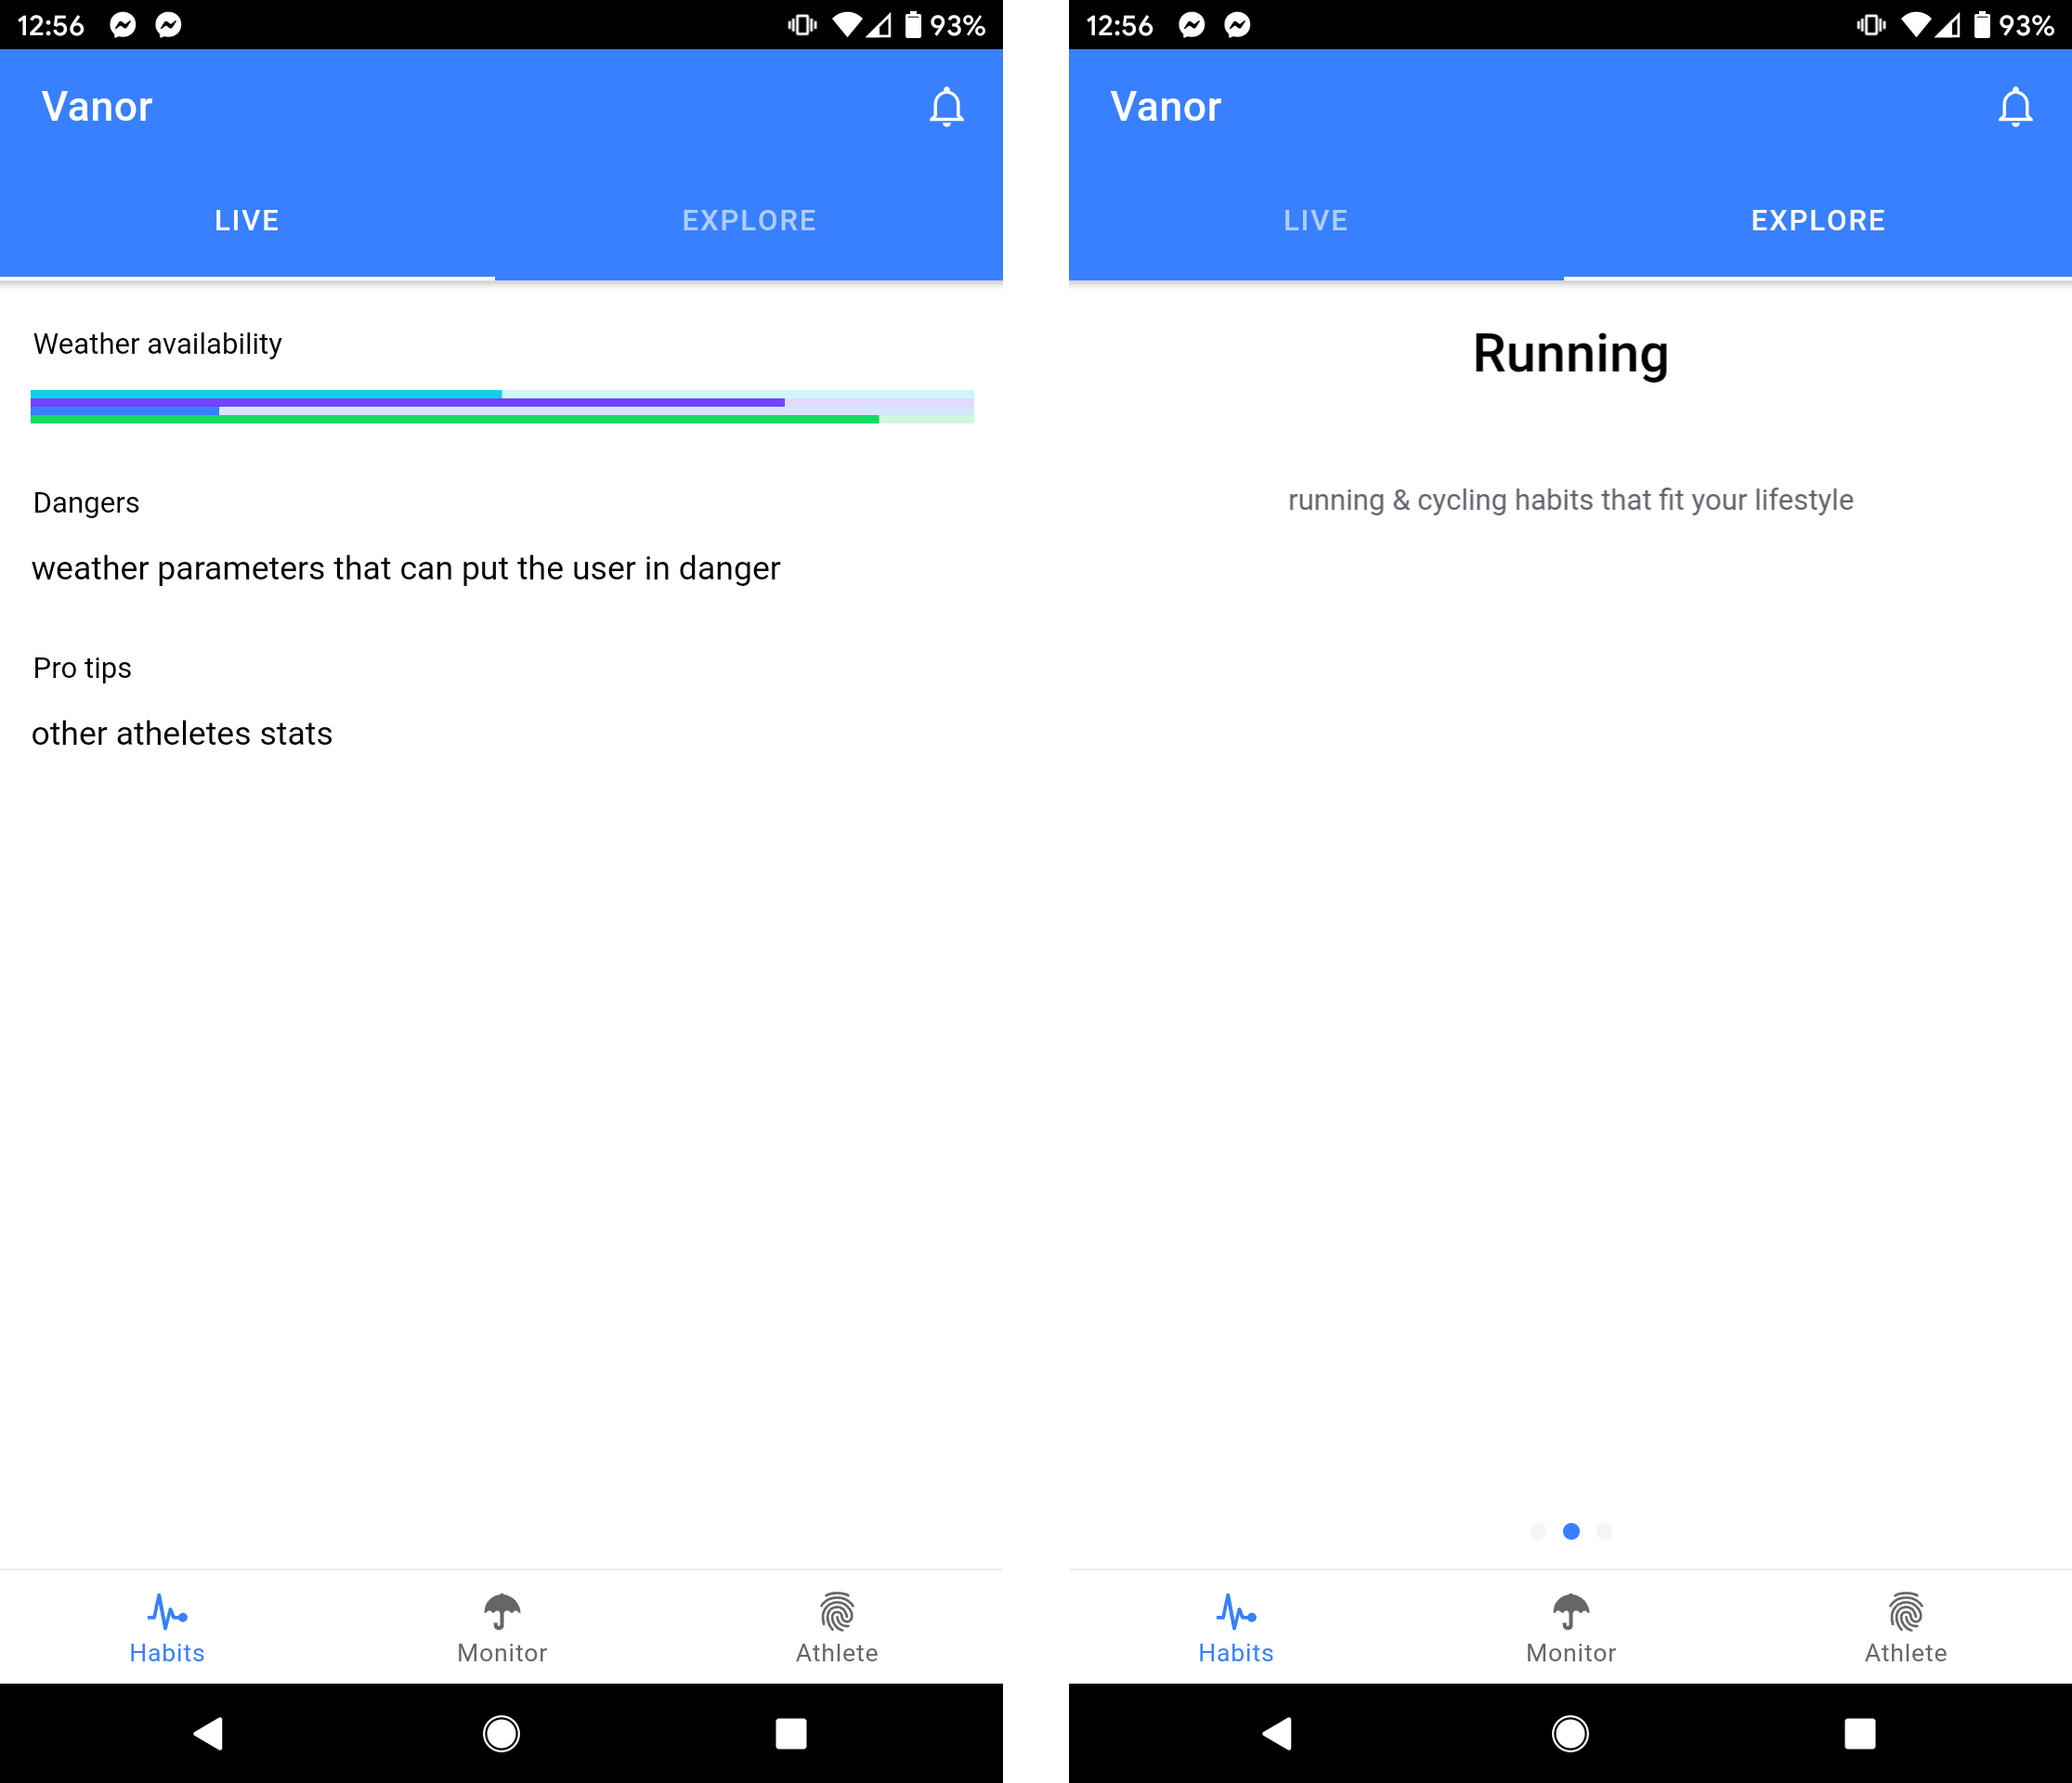 12:56
93%
Vanor
LIVE
EXPLORE
Weather availability
Dangers
weather parameters that can put the user in danger
Pro tips
other atheletes stats
Habits
Monitor
Athlete
12:56
93%
Vanor
LIVE
EXPLORE
Running
running & cycling habits that fit your lifestyle
Habits
Monitor
Athlete